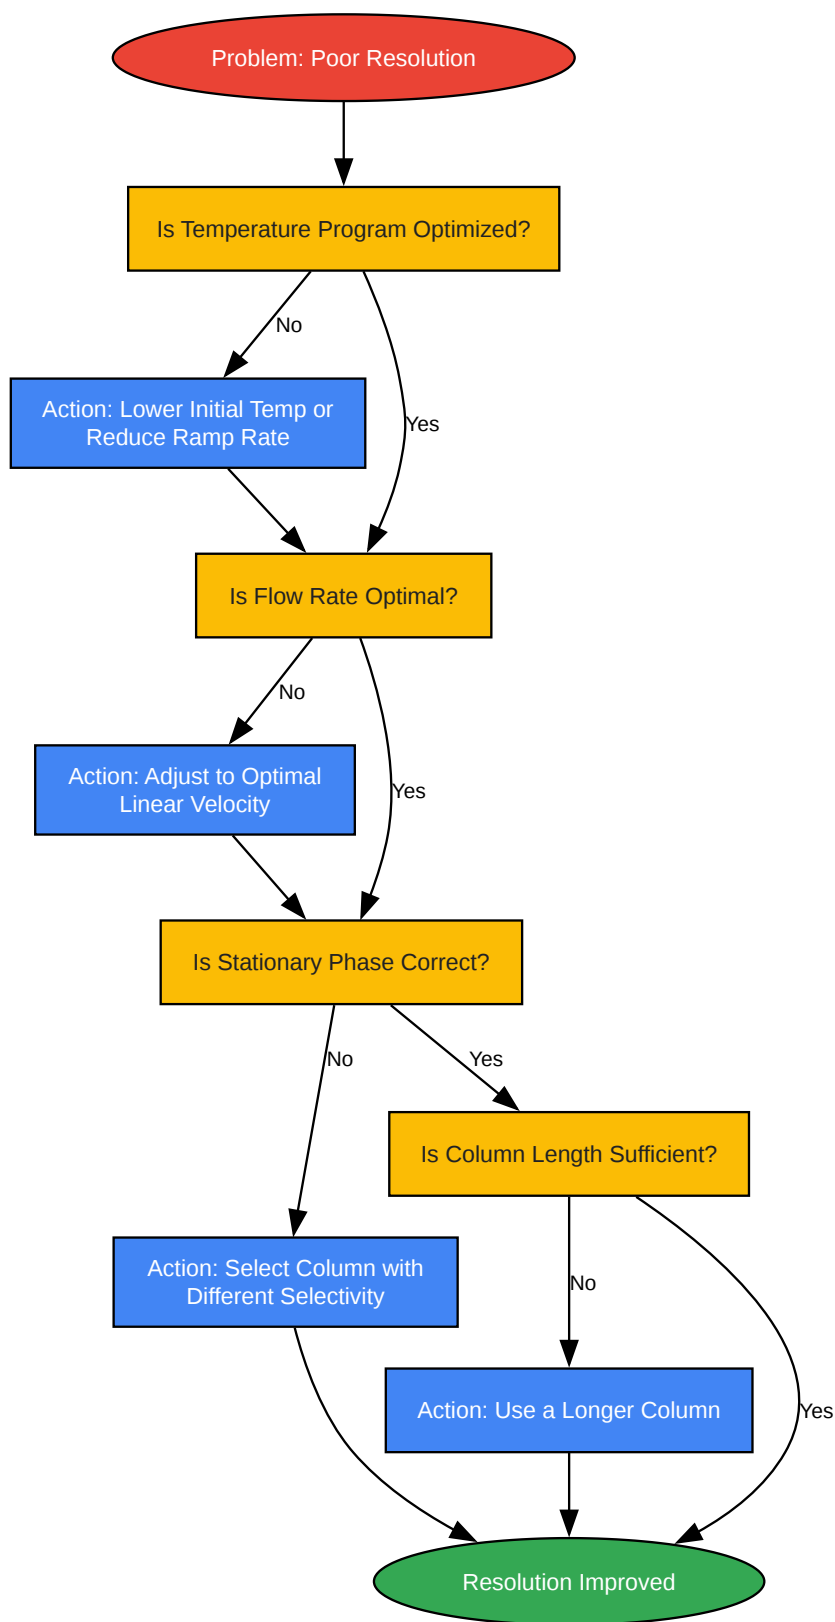 Problem: Poor Resolution
Is Temperature Program Optimized?
No
Action: Lower Initial Temp or
Reduce Ramp Rate
Yes
Is Flow Rate Optimal?
No
Action: Adjust to Optimal
Linear Velocity
Yes
Is Stationary Phase Correct?
No
Yes
Is Column Length Sufficient?
Action: Select Column with
Different Selectivity
No
Action: Use a Longer Column
Yes
Resolution Improved